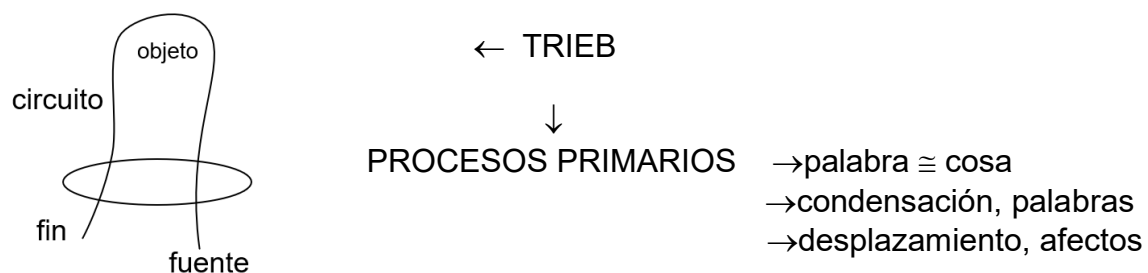 objeto
circuito
fin
fuente
← TRIEB
↓
PROCESOS PRIMARIOS →palabra ≅ cosa
→condensación, palabras
→desplazamiento, afectos